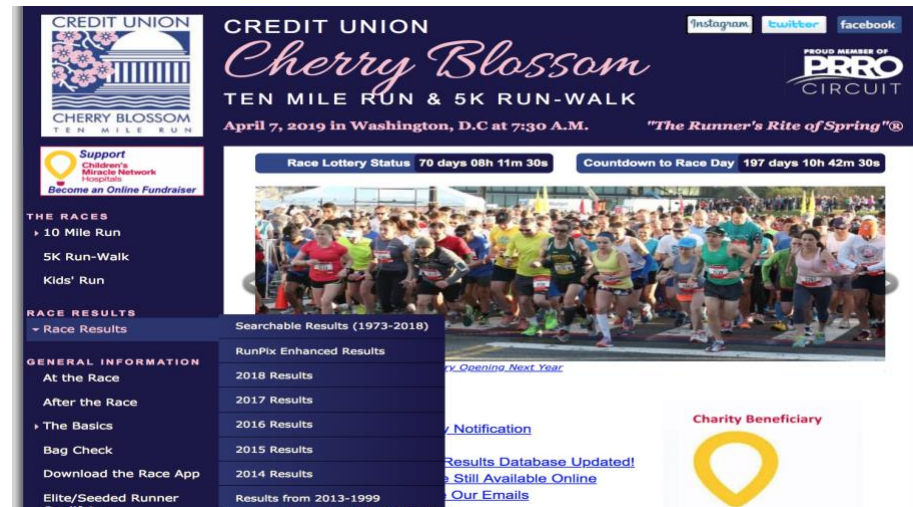 CREDIT UNION
CHERRY BLOSSOM
TEN MILE RUN
CREDIT UNION
Cherry Blossom
TEN MILE RUN & 5K RUN-WALK
April 7, 2019 in Washington, D.C at 7:30 A.M.
"The Runner's Rite of Spring"®
Instagram twitter facebook
PROUD MEMBER OF
PRRO
CIRCUIT
Support
Children's
Miracle Network
Hospitals
Become an Online Fundraiser
Race Lottery Status 70 days 08h 11m 30s
Countdown to Race Day 197 days 10h 42m 30s
THE RACES
10 Mile Run
5K Run-Walk
Kids' Run
RACE RESULTS
Race Results
GENERAL INFORMATION
At the Race
After the Race
The Basics
Bag Check
Download the Race App
Elite/Seeded Runner
Searchable Results (1973-2018)
RunPix Enhanced Results
2018 Results
2017 Results
2016 Results
2015 Results
2014 Results
Results from 2013-1999
Opening Next Year
Notification
Results Database Updated!
Still Available Online
Our Emails
Charity Beneficiary